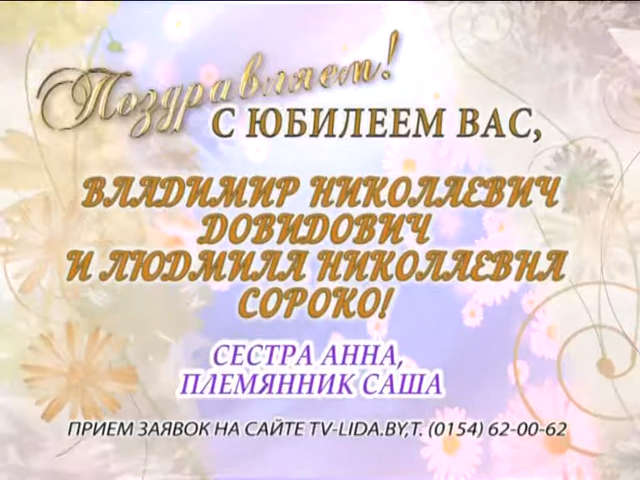 Поздравляем!
С ЮБИЛЕЕМ ВАС,
ВЛАДИМИР НИКОЛАЕВИЧ
ДОВИДОВИЧ
И ЛЮДМИЛА НИКОЛАЕВНА
СОРОКО!
СЕСТРА АННА,
ПЛЕМЯННИК САША
ПРИЕМ ЗАЯВОК НА САЙТЕ TV-LIDA.BY,Т. (0154) 62-00-62